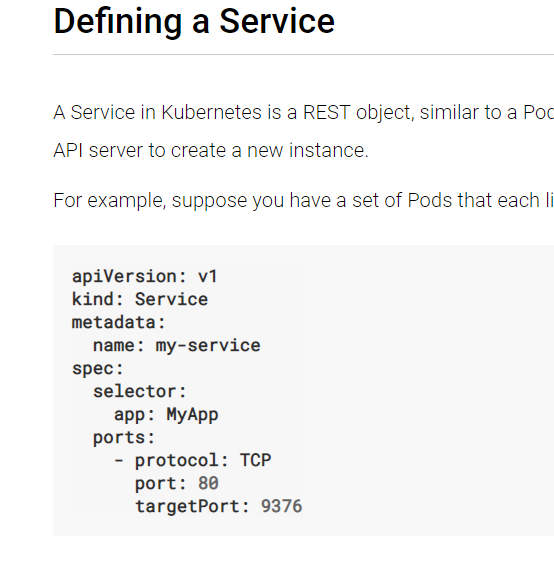 Defining a Service
A Service in Kubernetes is a REST object, similar to a Pod
API server to create a new instance.
For example, suppose you have a set of Pods that each li
apiVersion: v1
kind: Service
metadata:
  name: my-service
spec:
  selector:
    app: MyApp
  ports:
    - protocol: TCP
      port: 80
      targetPort: 9376